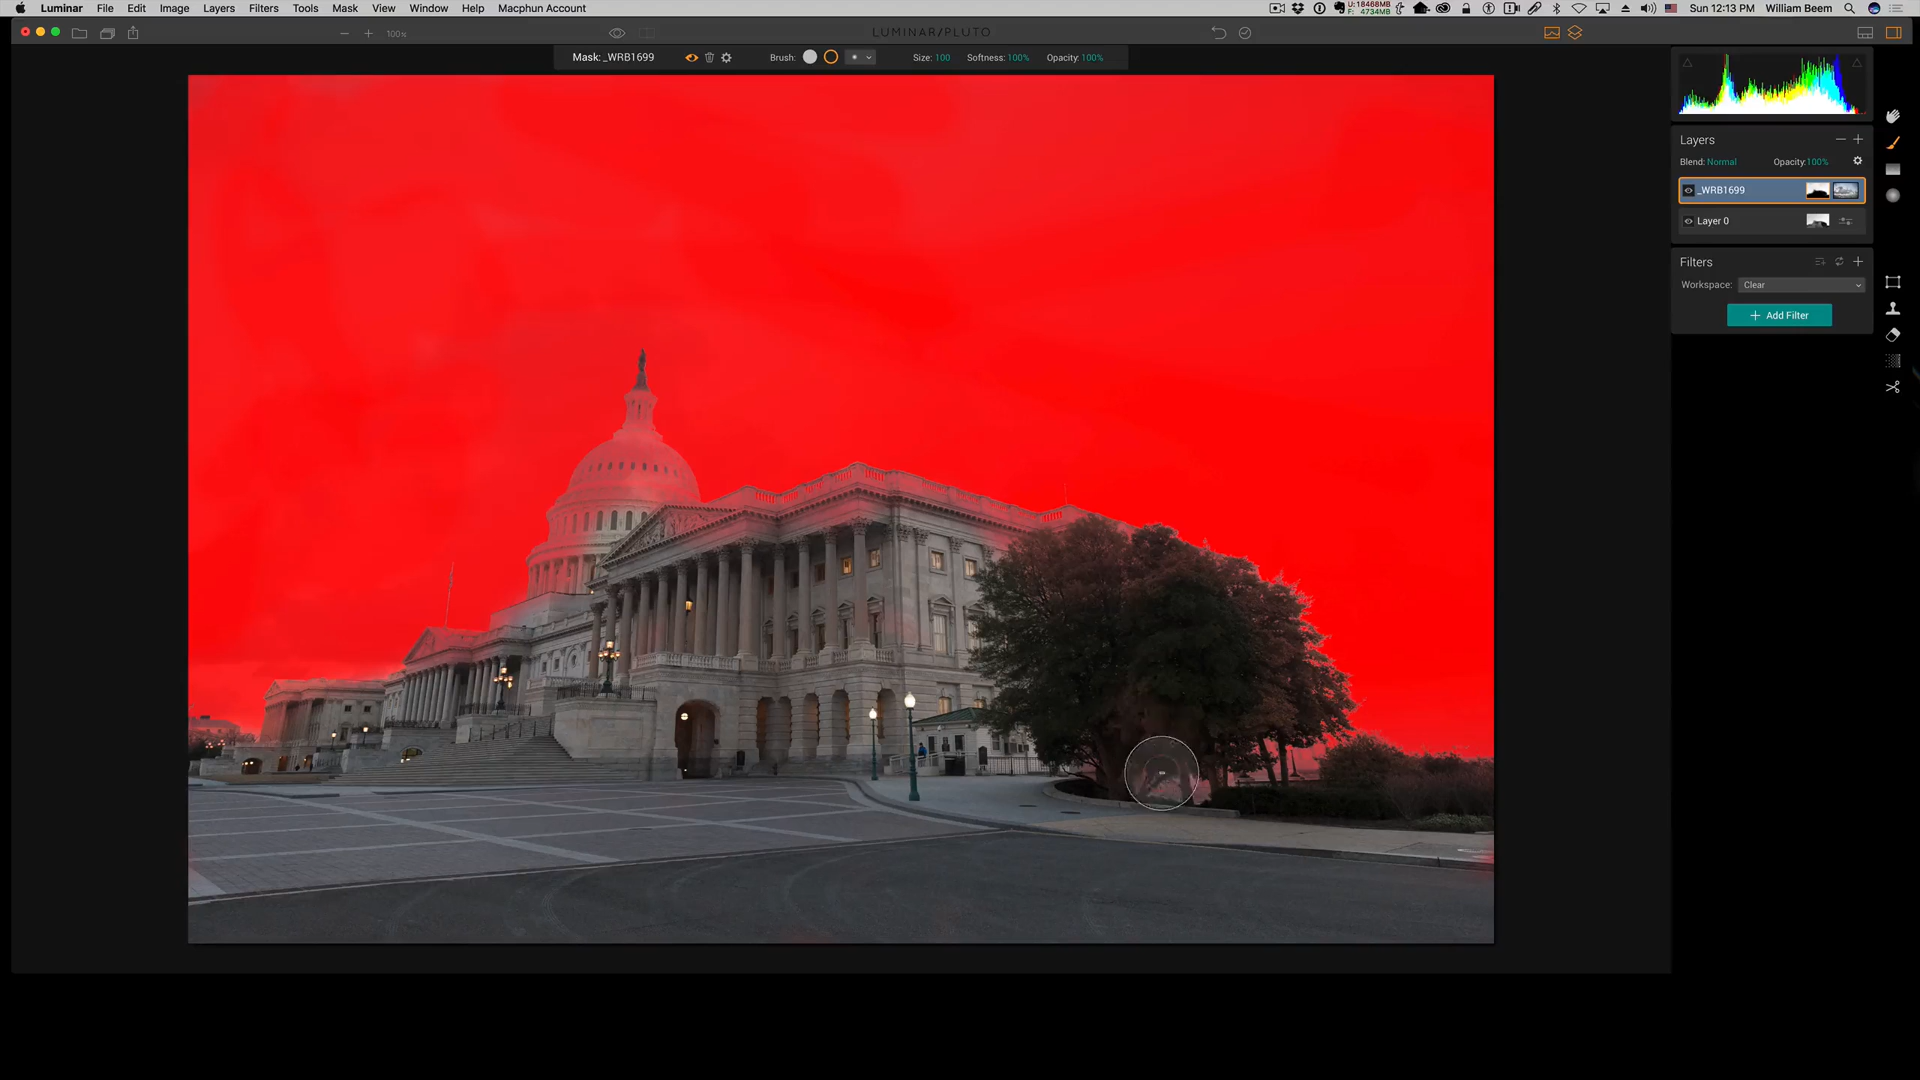 Luminar File Edit Image Layers Filters Tools Mask View Window Help Macphun Account U: 18468MB F: 4734MB Sun 12:13 PM William Beem
100%
LUMINAR/PLUTO
Mask: _WRB1699 Brush: Size: 100 Softness: 100% Opacity: 100%
Layers
Blend: Normal Opacity:100%
_WRB1699
Layer 0
Filters
Workspace: Clear
Add Filter